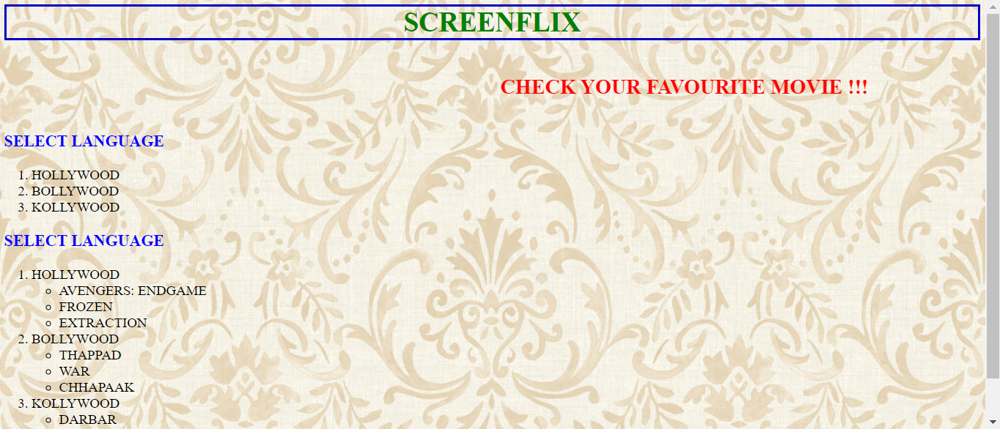 SCREENFLIX
CHECK YOUR FAVOURITE MOVIE !!!
SELECT LANGUAGE
1. HOLLYWOOD
2. BOLLYWOOD
3. KOLLYWOOD
SELECT LANGUAGE
1. HOLLYWOOD
AVENGERS: ENDGAME
FROZEN
EXTRACTION
2. BOLLYWOOD
THAPPAD
WAR
CHHAPAAK
3. KOLLYWOOD
DARBAR